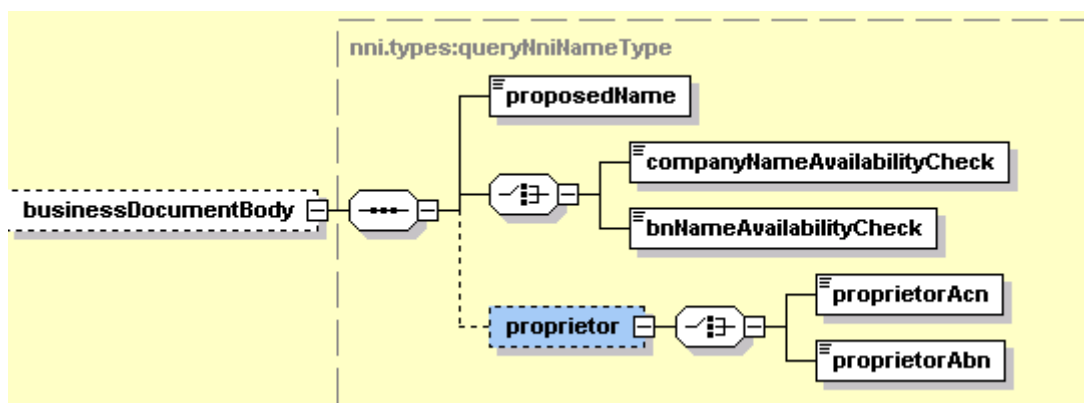 nni.types:queryNniNameType
proposedName
companyNameAvailabilityCheck
businessDocumentBody
bnNameAvailabilityCheck
proprietorAcn
proprietor
proprietorAbn